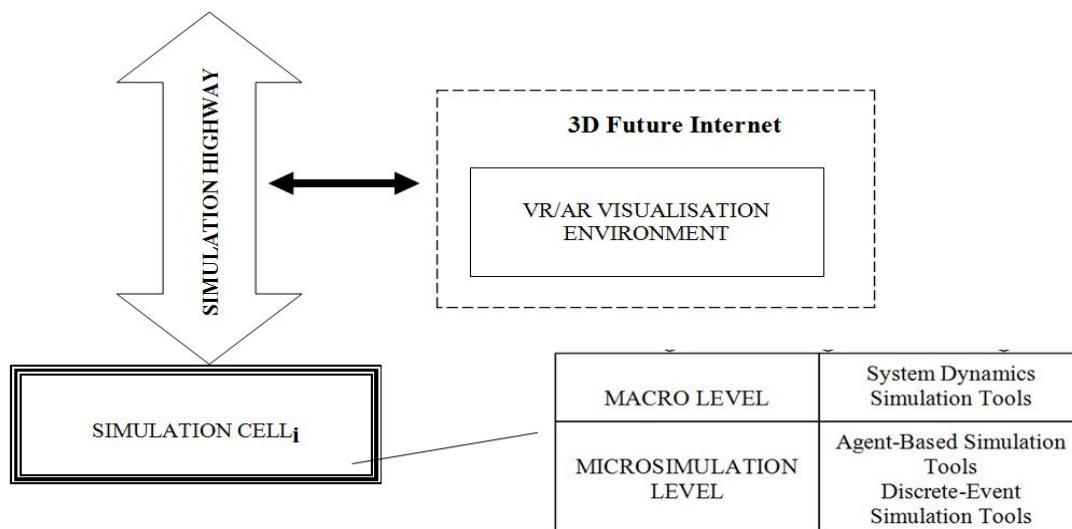 SIMULATION HIGHWAY
3D Future Internet
VR/AR VISUALISATION
ENVIRONMENT
SIMULATION CELLi
MACRO LEVEL
System Dynamics
Simulation Tools
MICROSIMULATION
LEVEL
Agent-Based Simulation
Tools
Discrete-Event
Simulation Tools